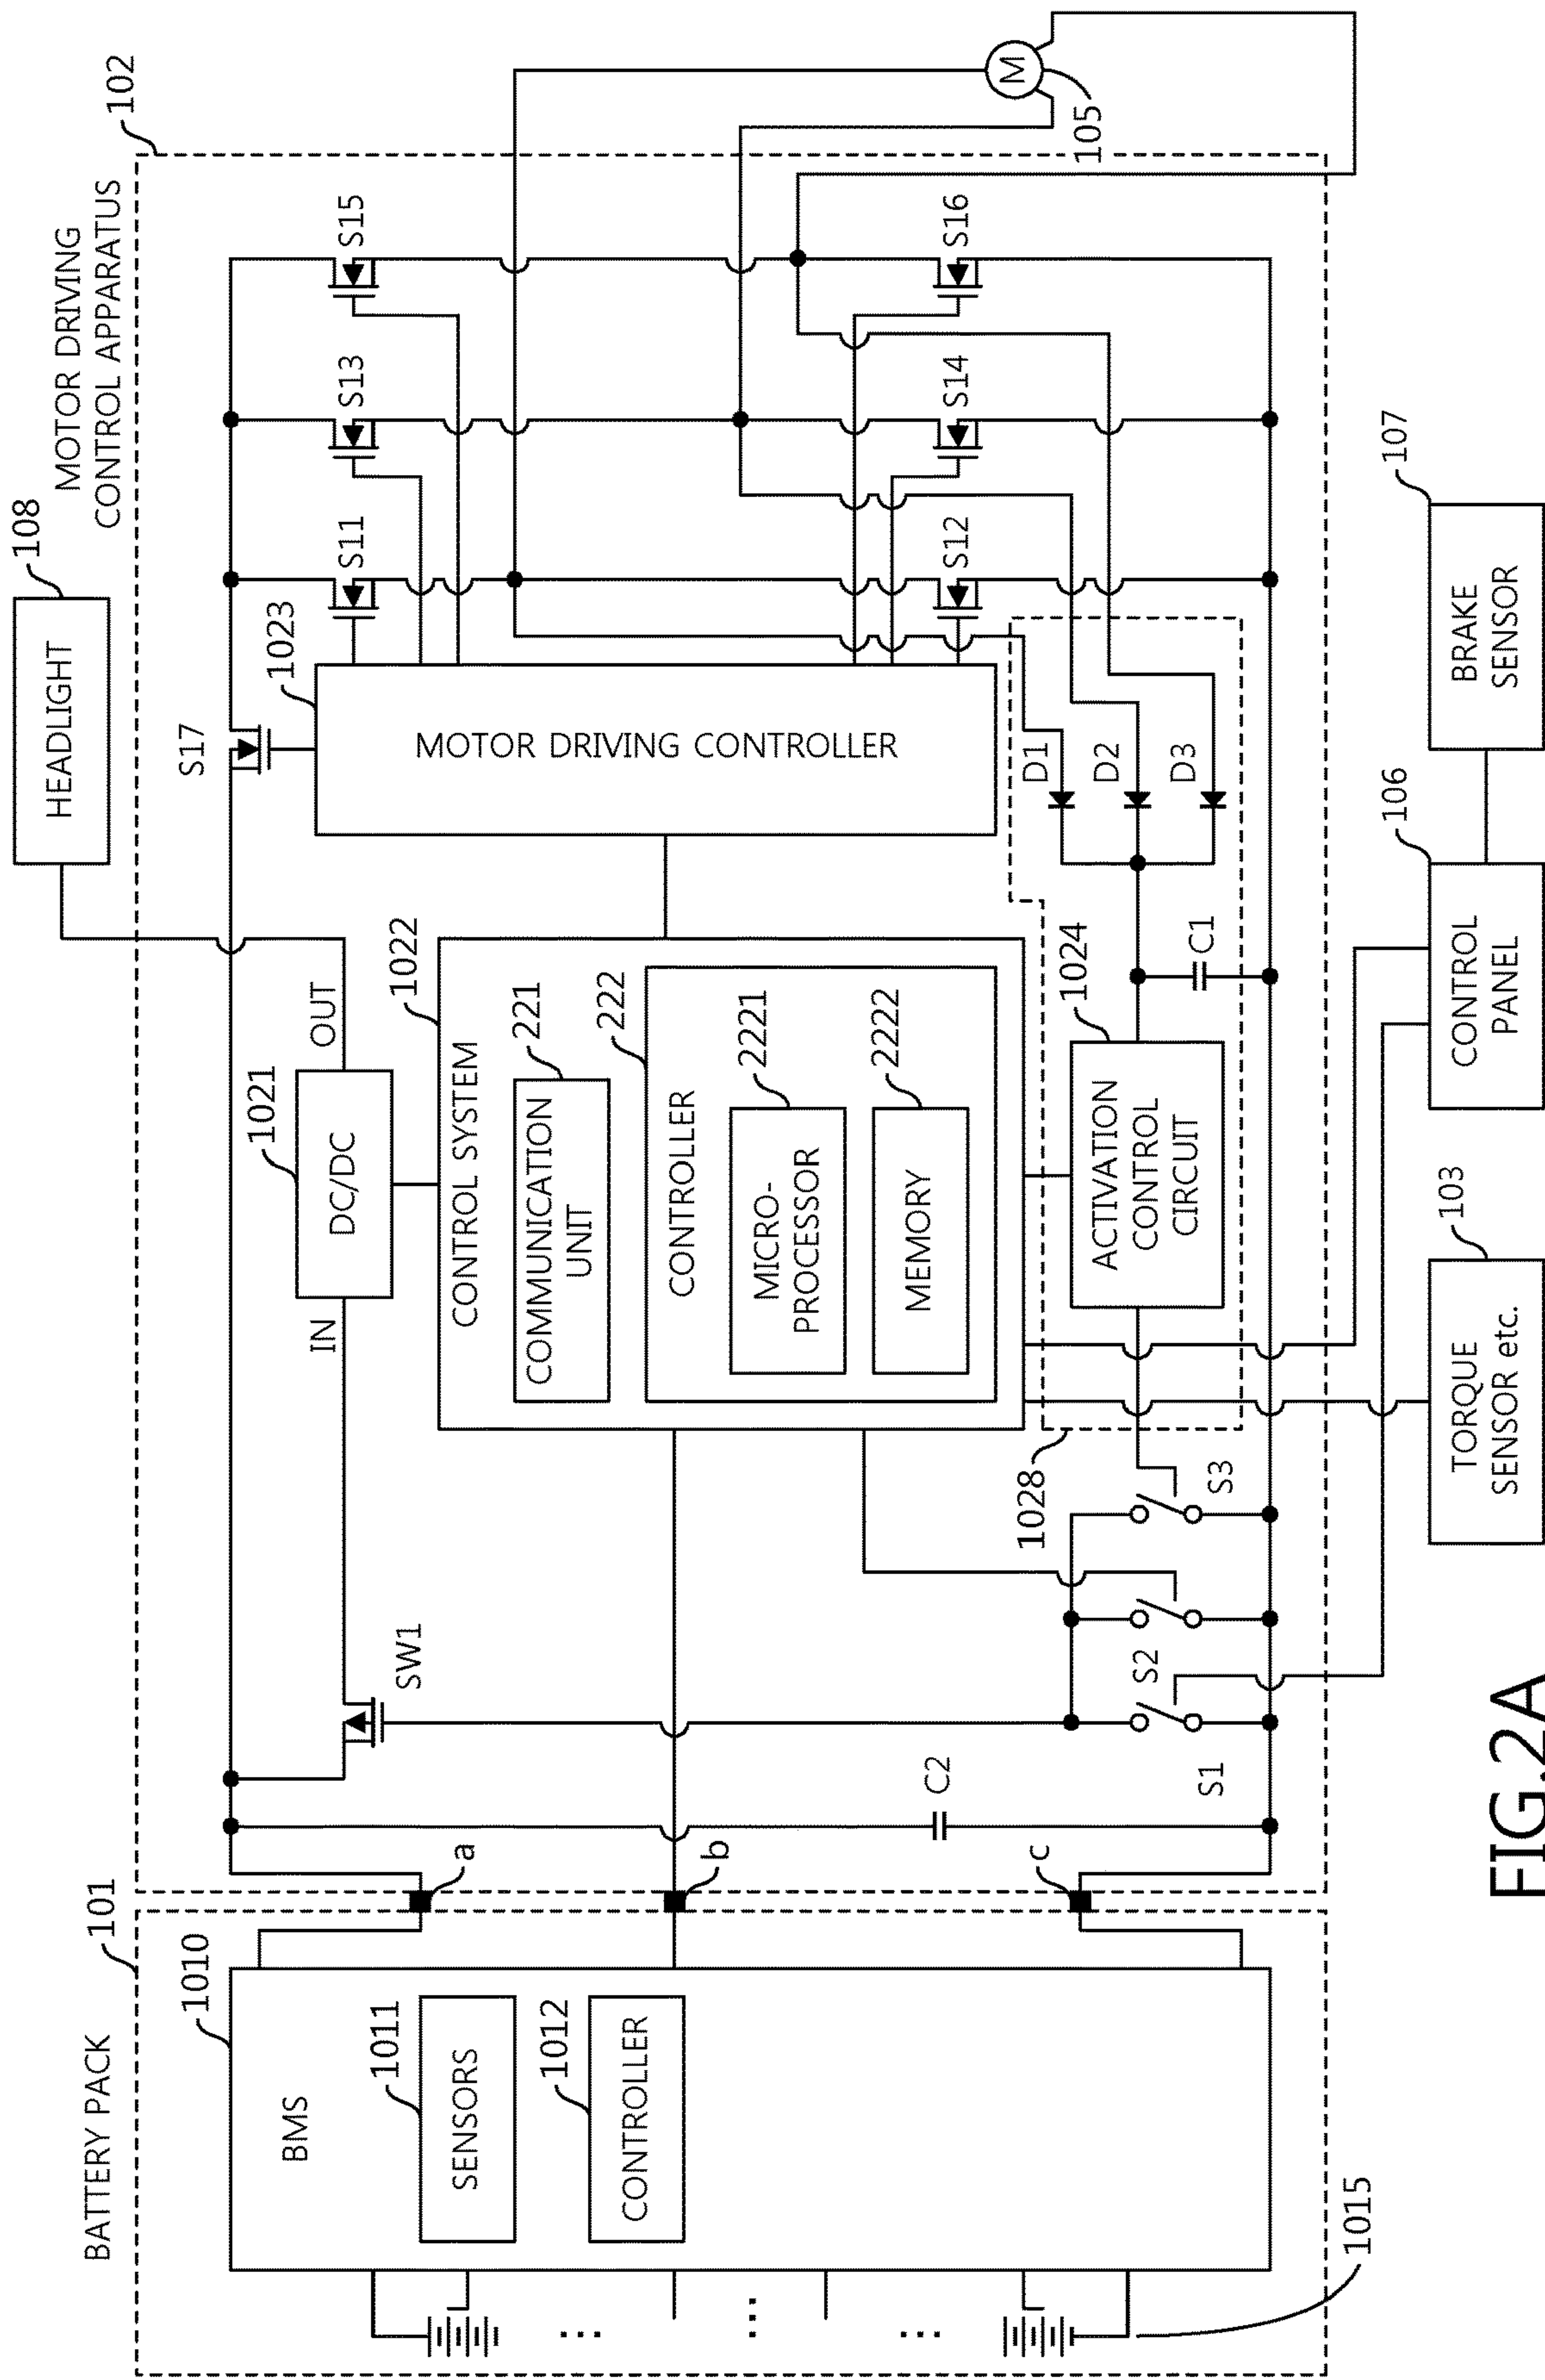 108
HEADLIGHT
MOTOR DRIVING
CONTROL APPARATUS
102
BATTERY PACK
101
1010
BMS
1011
SENSORS
1012
CONTROLLER
1015
a
b
c
C2
SW1
IN
OUT
1021
DC/DC
1022
CONTROL SYSTEM
221
COMMUNICATION
UNIT
222
CONTROLLER
2221
MICRO-
PROCESSOR
2222
MEMORY
S17
1023
MOTOR DRIVING CONTROLLER
S11
S13
S15
S12
S14
S16
M
105
D1
D2
D3
C1
1024
ACTIVATION
CONTROL
CIRCUIT
1028
S1
S2
S3
103
TORQUE
SENSOR etc.
106
CONTROL
PANEL
107
BRAKE
SENSOR
FIG.2A